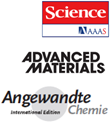 Science
AAAS
ADVANCED
MATERIALS
Angewandte
International Edition Chemie